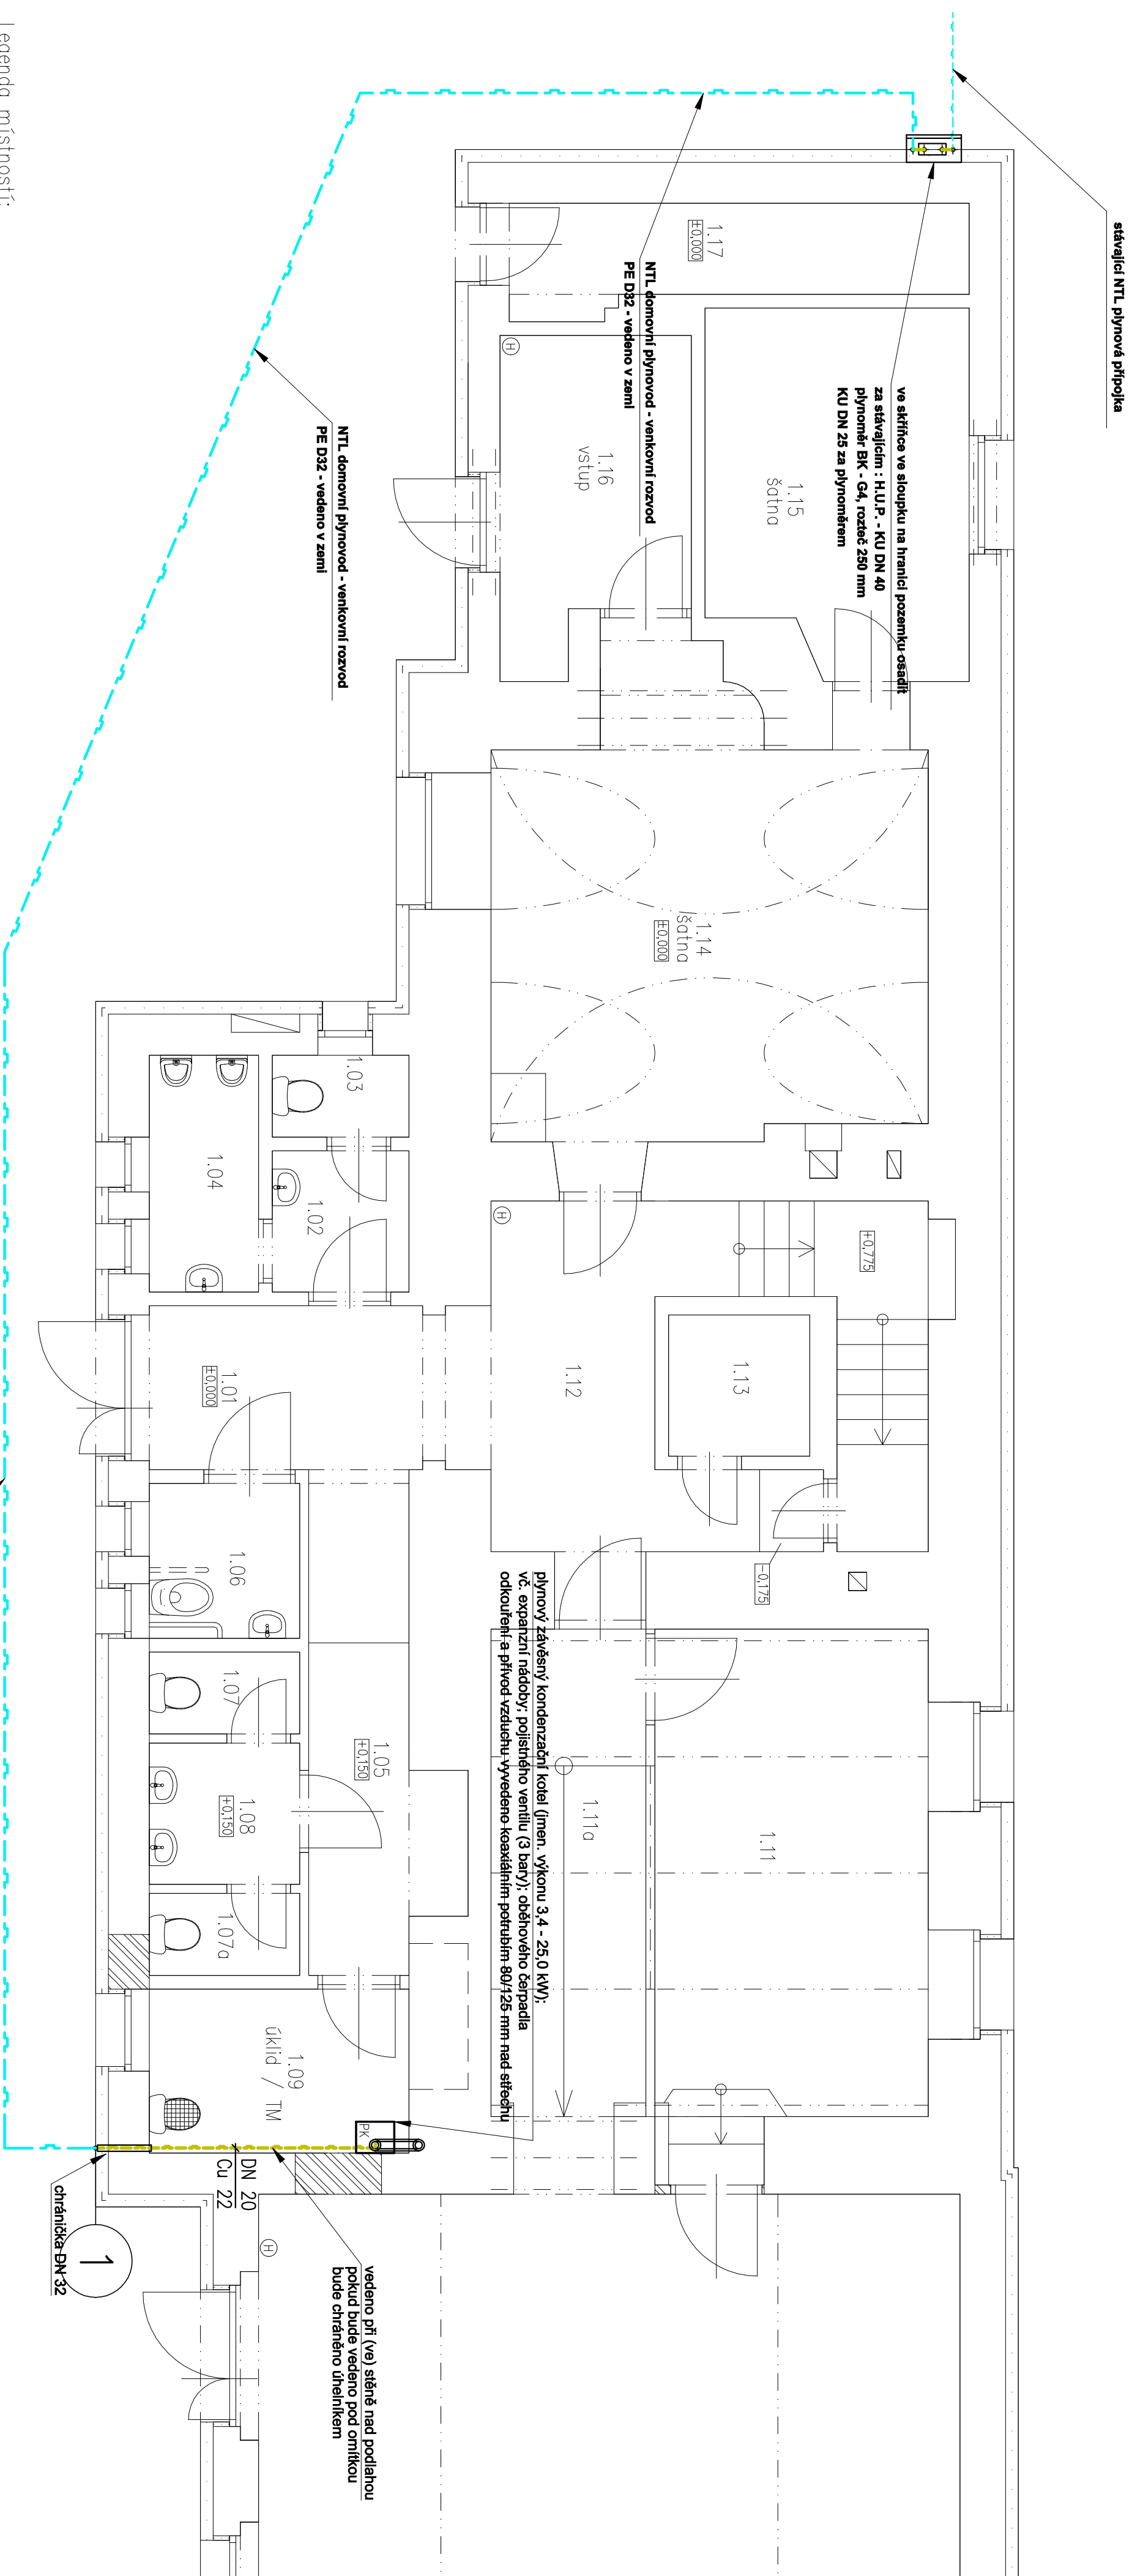 stávající NTL plynová přípojka
ve skříňce ve sloupku na hranici pozemku osadit
za stávajícím : H.U.P. - KU DN 40
plynoměr BK - G4, rozteč 250 mm
KU DN 25 za plynoměrem
1.17
±0,000
NTL domovní plynovod - venkovní rozvod
PE D32 - vedeno v zemi
1.15
šatna
H
1.16
vstup
NTL domovní plynovod - venkovní rozvod
PE D32 - vedeno v zemi
1.14
šatna
±0,000
1.03
1.04
1.02
H
+0,775
1.13
1.12
1.01
±0,000
-0,175
1.06
1.07
1.05
+0,150
1.08
+0,150
1.07a
1.11
1.11a
plynový závěsný kondenzační kotel (jmen. výkonu 3,4 - 25,0 kW);
vč. expanzní nádoby; pojistného ventilu (3 bary); oběhového čerpadla
odkouření a přívod vzduchu vyvedeno koaxiálním potrubím 80/125 mm nad střechu
1.09
úklid / TM
PK
DN 20
Cu 22
H
1
chránička DN 32
vedeno při (ve) stěně nad podlahou
pokud bude vedeno pod omítkou
bude chráněno úhelníkem
Legenda místností: